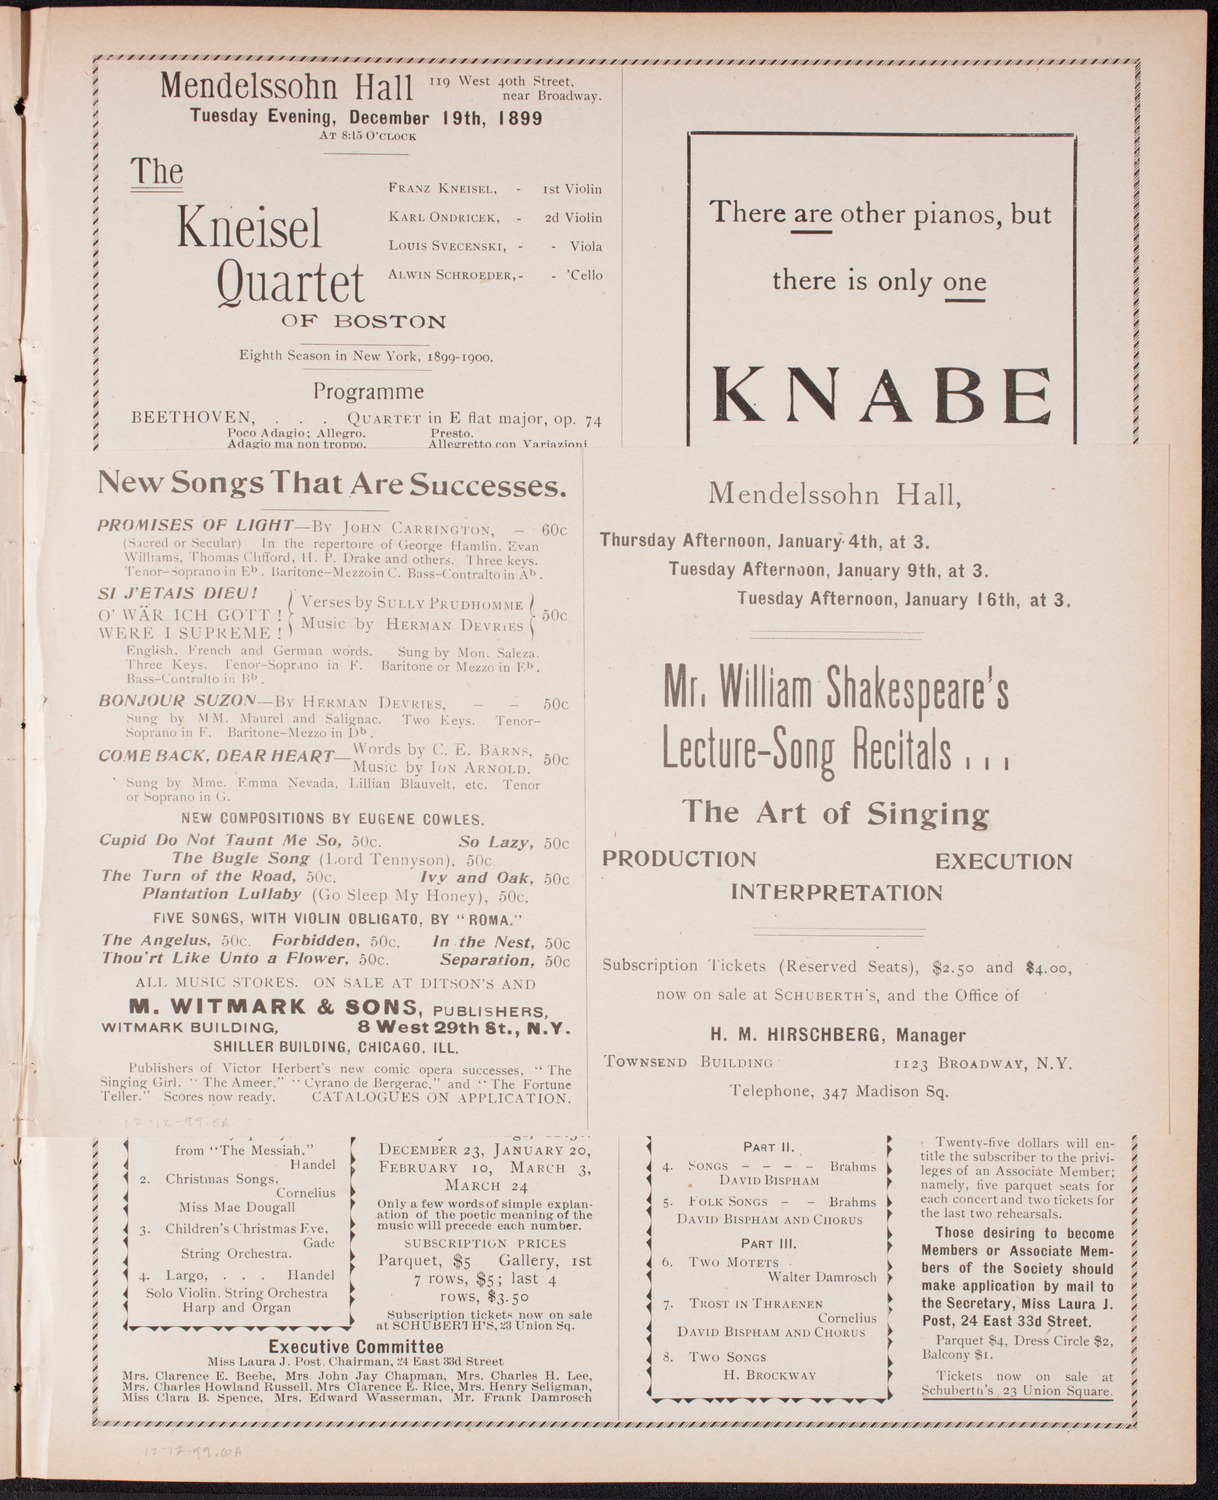 Mendelssohn Hall 119 West 40th Street,
near Broadway.
Tuesday Evening, December 19th, 1899
AT 8:15 O'CLOCK
The
Kneisel
Quartet
OF BOSTON
FRANZ KNEISEL, - 1st Violin
KARL ONDRICEK, - 2d Violin
LOUIS SVECENSKI, - - Viola
ALWIN SCHROEDER, - - 'Cello
Eighth Season in New York, 1899-1900.
Programme
BEETHOVEN, . . . QUARTET in E flat major, op. 74
Poco Adagio; Allegro. Presto.
Adagio ma non troppo. Allegretto con Variazioni
There are other pianos, but
there is only one
KNABE
New Songs That Are Successes.
PROMISES OF LIGHT—BY JOHN CARRINGTON, — 60c
(Sacred or Secular) In the repertoire of George Hamlin, Evan
Williams, Thomas Clifford, H. P. Drake and others. Three keys.
Tenor—Soprano in Eb. Baritone—Mezzo in C. Bass—Contralto in Ab.
SI J'ETAIS DIEU!
O' WÄR ICH GOTT!
WERE I SUPREME!
Verses by SULLY PRUDHOMME
Music by HERMAN DEVRIES
50c
English, French and German words. Sung by Mon. Saleza.
Three Keys. Tenor—Soprano in F. Baritone or Mezzo in Eb.
Bass—Contralto in Bb.
BONJOUR SUZON—BY HERMAN DEVRIES, — — 50c
Sung by MM. Maurel and Salignac. Two Keys. Tenor—
Soprano in F. Baritone—Mezzo in Db.
COME BACK, DEAR HEART—Words by C. E. BARNS,
Music by ION ARNOLD. 50c
Sung by Mme. Emma Nevada, Lillian Blauvelt, etc. Tenor
or Soprano in G.
NEW COMPOSITIONS BY EUGENE COWLES.
Cupid Do Not Taunt Me So, 50c. So Lazy, 50c
The Bugle Song (Lord Tennyson), 50c.
The Turn of the Road, 50c. Ivy and Oak, 50c
Plantation Lullaby (Go Sleep My Honey), 50c.
FIVE SONGS, WITH VIOLIN OBLIGATO, BY "ROMA."
The Angelus, 50c. Forbidden, 50c. In the Nest, 50c
Thou'rt Like Unto a Flower, 50c. Separation, 50c
ALL MUSIC STORES. ON SALE AT DITSON'S AND
M. WITMARK & SONS, PUBLISHERS,
WITMARK BUILDING, 8 West 29th St., N.Y.
SHILLER BUILDING, CHICAGO, ILL.
Publishers of Victor Herbert's new comic opera successes, "The
Singing Girl, "The Ameer," "Cyrano de Bergerac," and "The Fortune
Teller." Scores now ready. CATALOGUES ON APPLICATION.
12-12-99.5A
Mendelssohn Hall,
Thursday Afternoon, January 4th, at 3.
Tuesday Afternoon, January 9th, at 3.
Tuesday Afternoon, January 16th, at 3.
Mr. William Shakespeare's
Lecture-Song Recitals . . .
The Art of Singing
PRODUCTION EXECUTION
INTERPRETATION
Subscription Tickets (Reserved Seats), $2.50 and $4.00,
now on sale at SCHUBERTH'S, and the Office of
H. M. HIRSCHBERG, Manager
TOWNSEND BUILDING 1123 BROADWAY, N.Y.
Telephone, 347 Madison Sq.
from "The Messiah,"
Handel
2. Christmas Songs,
Cornelius
Miss Mae Dougall
3. Children's Christmas Eve,
Gade
String Orchestra.
4. Largo, . . . Handel
Solo Violin, String Orchestra
Harp and Organ
DECEMBER 23, JANUARY 20,
FEBRUARY 10, MARCH 3,
MARCH 24
Only a few words of simple explan-
ation of the poetic meaning of the
music will precede each number.
SUBSCRIPTION PRICES
Parquet, $5 Gallery, 1st
7 rows, $5; last 4
rows, $3.50
Subscription tickets now on sale
at SCHUBERTH'S, 23 Union Sq.
Executive Committee
Miss Laura J. Post, Chairman, 24 East 33d Street
Mrs. Clarence E. Beebe, Mrs. John Jay Chapman, Mrs. Charles H. Lee,
Mrs. Charles Howland Russell, Mrs Clarence E. Rice, Mrs. Henry Seligman,
Miss Clara B. Spence, Mrs. Edward Wasserman, Mr. Frank Damrosch
PART II.
4. SONGS – – – – Brahms
DAVID BISPHAM
5. FOLK SONGS – – Brahms
DAVID BISPHAM AND CHORUS
PART III.
6. TWO MOTETS
Walter Damrosch
7. TROST IN THRAENEN
Cornelius
DAVID BISPHAM AND CHORUS
8. TWO SONGS
H. BROCKWAY
Twenty-five dollars will en-
title the subscriber to the privi-
leges of an Associate Member;
namely, five parquet seats for
each concert and two tickets for
the last two rehearsals.
Those desiring to become
Members or Associate Mem-
bers of the Society should
make application by mail to
the Secretary, Miss Laura J.
Post, 24 East 33d Street.
Parquet $4, Dress Circle $2,
Balcony $1.
Tickets now on sale at
Schuberth's 23 Union Square.
12-12-99.6A